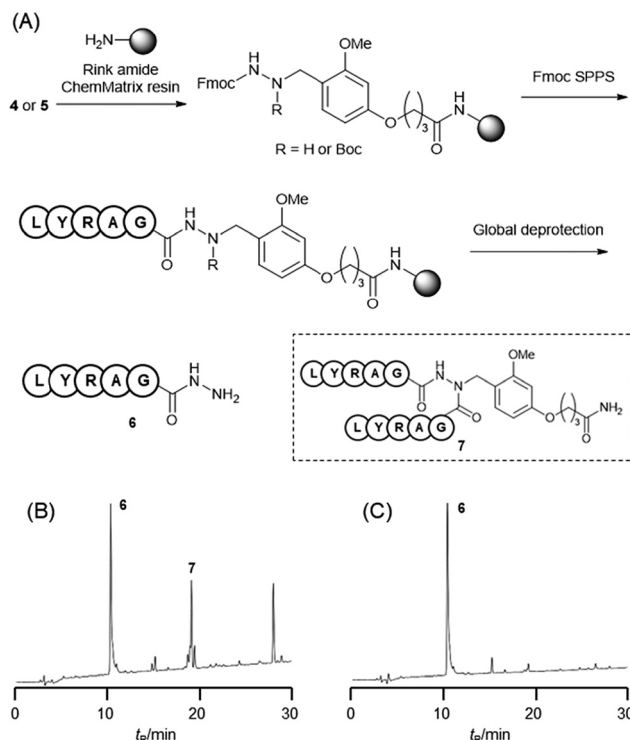 (A)
H₂N
Rink amide
ChemMatrix resin
4 or 5
Fmoc
H
N
N
R
OMe
O
( )₃
O
H
N
R = H or Boc
Fmoc SPPS
L Y R A G
O
H
N
N
R
OMe
O
( )₃
O
H
N
Global deprotection
L Y R A G
O
H
N
NH₂
6
L Y R A G
O
H
N
N
O
L Y R A G
OMe
O
( )₃
O
NH₂
7
(B)
6
7
0 10 20 30
tR/min
(C)
6
0 10 20 30
tR/min